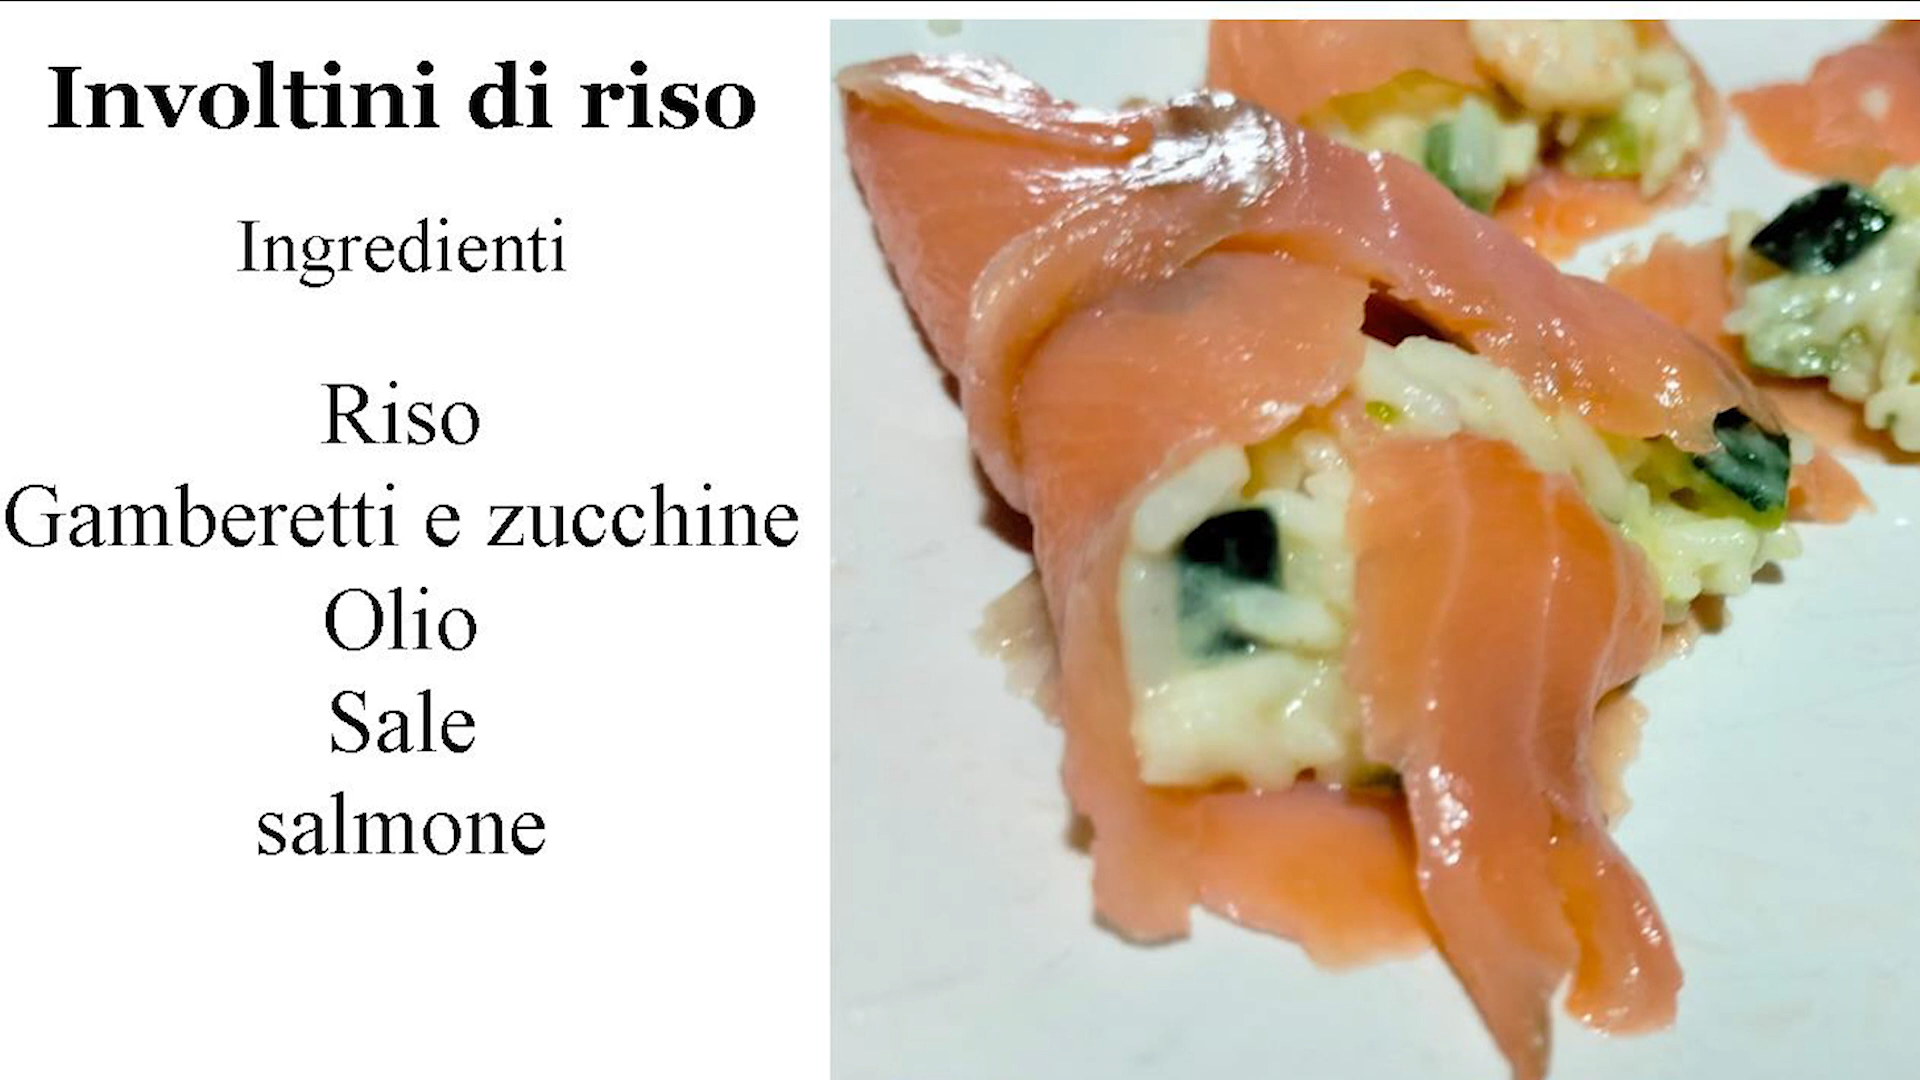 Involtini di riso
Ingredienti
Riso
Gamberetti e zucchine
Olio
Sale
salmone